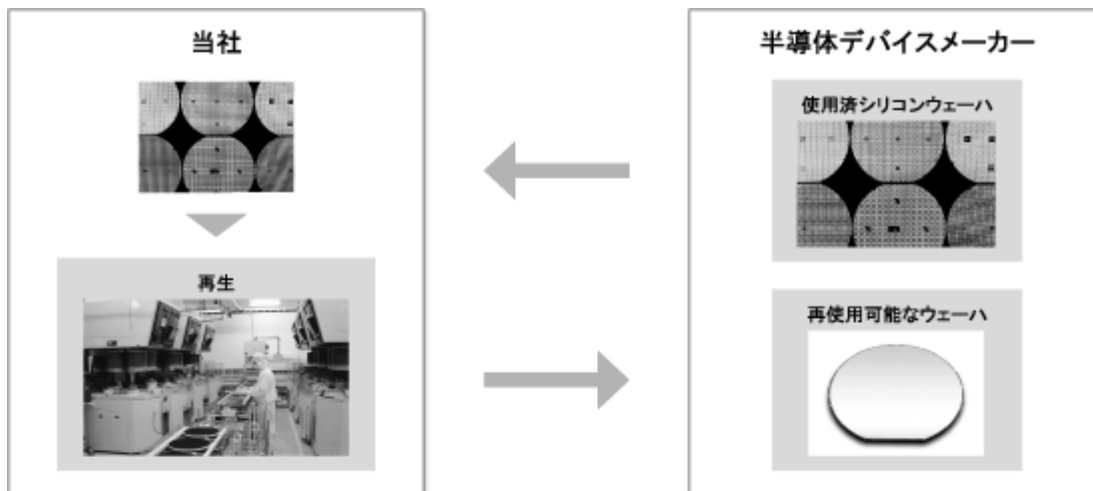 当社
再生
半導体デバイスメーカー
使用済シリコンウェーハ
再使用可能なウェーハ